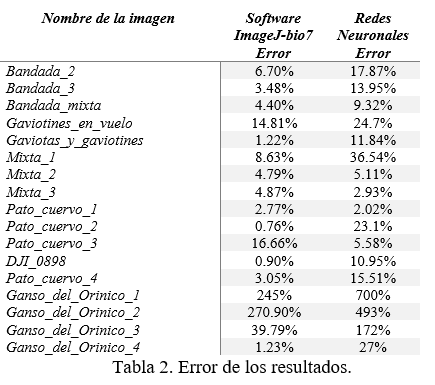 Nombre de la imagen Software ImageJ-bio7 Error Redes Neuronales Error
Bandada_2 6.70% 17.87%
Bandada_3 3.48% 13.95%
Bandada_mixta 4.40% 9.32%
Gaviotines_en_vuelo 14.81% 24.7%
Gaviotas_y_gaviotines 1.22% 11.84%
Mixta_1 8.63% 36.54%
Mixta_2 4.79% 5.11%
Mixta_3 4.87% 2.93%
Pato_cuervo_1 2.77% 2.02%
Pato_cuervo_2 0.76% 23.1%
Pato_cuervo_3 16.66% 5.58%
DJI_0898 0.90% 10.95%
Pato_cuervo_4 3.05% 15.51%
Ganso_del_Orinico_1 245% 700%
Ganso_del_Orinico_2 270.90% 493%
Ganso_del_Orinico_3 39.79% 172%
Ganso_del_Orinico_4 1.23% 27%
Tabla 2. Error de los resultados.